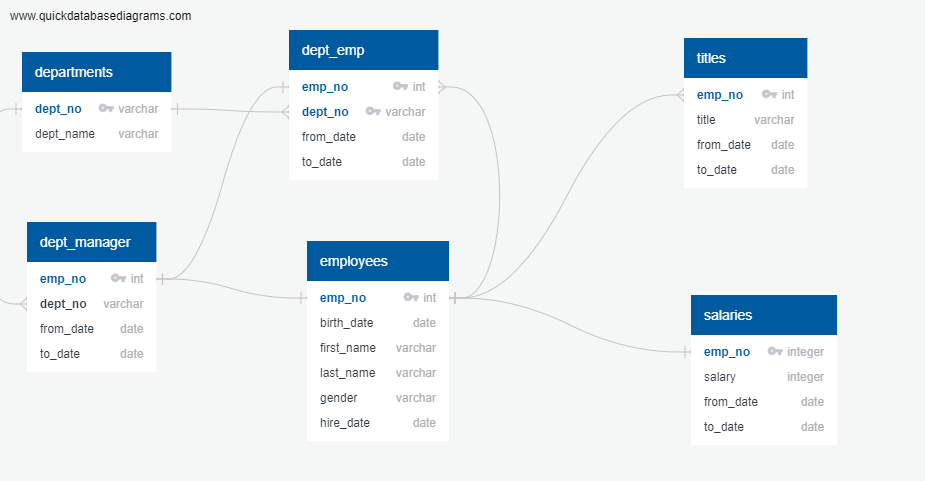 www.quickdatabasediagrams.com
departments
dept_no varchar
dept_name varchar
dept_emp
emp_no int
dept_no varchar
from_date date
to_date date
titles
emp_no int
title varchar
from_date date
to_date date
dept_manager
emp_no int
dept_no varchar
from_date date
to_date date
employees
emp_no int
birth_date date
first_name varchar
last_name varchar
gender varchar
hire_date date
salaries
emp_no integer
salary integer
from_date date
to_date date